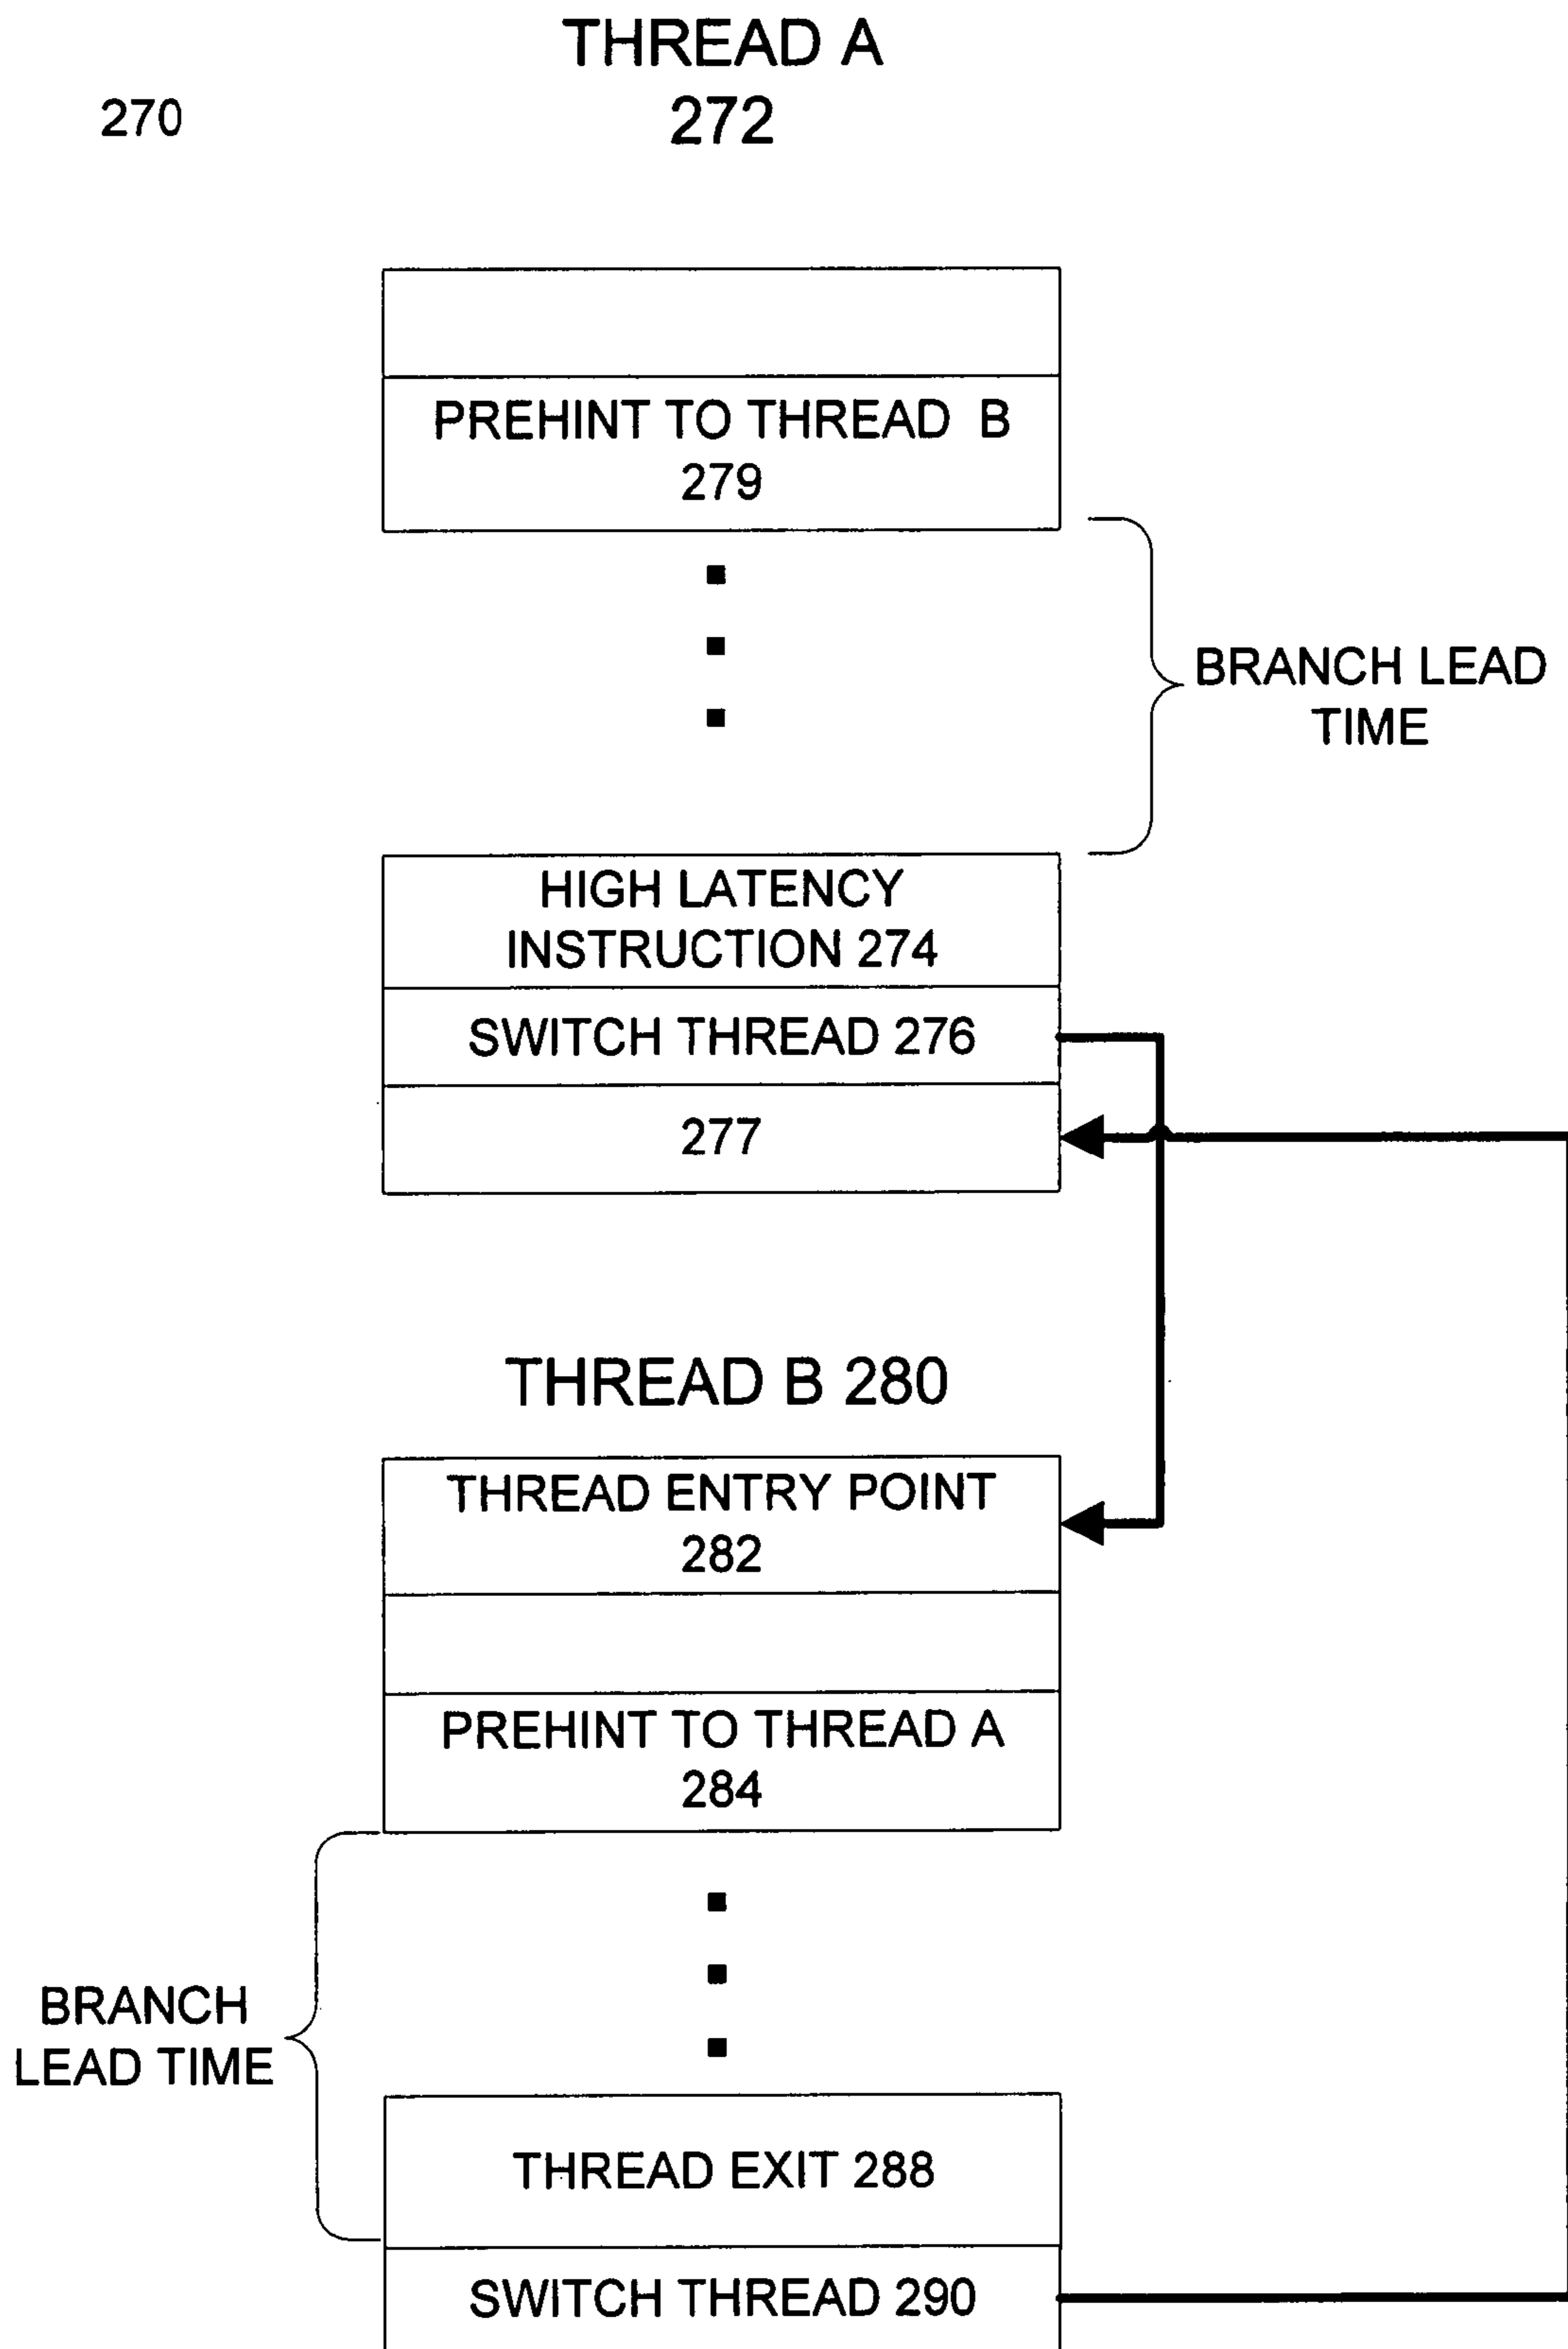 THREAD A
270
272
PREHINT TO THREAD B
279
BRANCH LEAD
TIME
HIGH LATENCY
INSTRUCTION 274
SWITCH THREAD 276
277
THREAD B 280
THREAD ENTRY POINT
282
PREHINT TO THREAD A
284
BRANCH
LEAD TIME
THREAD EXIT 288
SWITCH THREAD 290